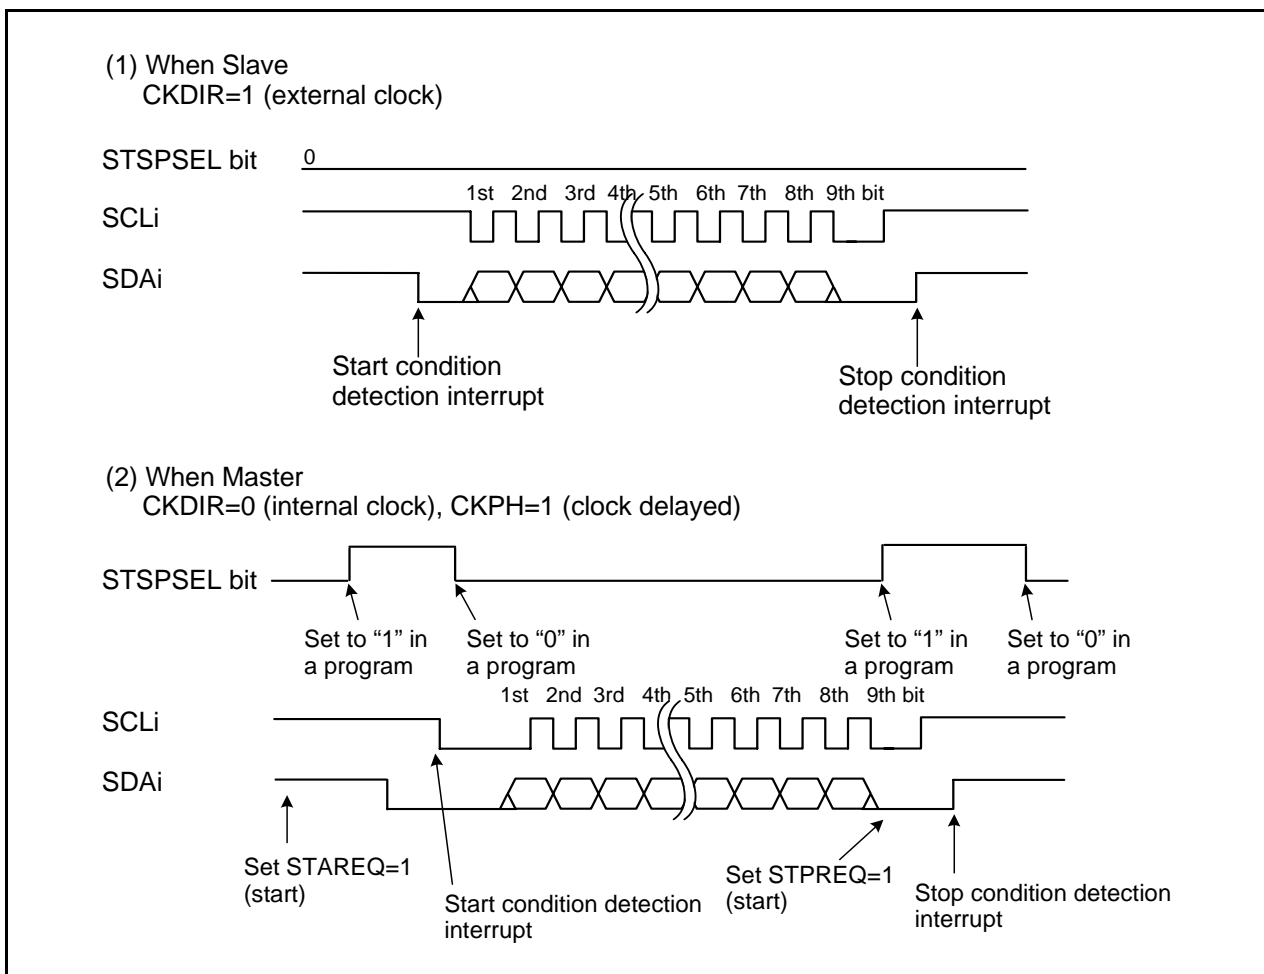 (1) When Slave
CKDIR=1 (external clock)
STSPSEL bit
0
1st 2nd 3rd 4th 5th 6th 7th 8th 9th bit
SCLi
SDAi
Start condition
detection interrupt
Stop condition
detection interrupt
(2) When Master
CKDIR=0 (internal clock), CKPH=1 (clock delayed)
STSPSEL bit
Set to “1” in
a program
Set to “0” in
a program
Set to “1” in
a program
Set to “0” in
a program
1st 2nd 3rd 4th 5th 6th 7th 8th 9th bit
SCLi
SDAi
Set STAREQ=1
(start)
Start condition detection
interrupt
Set STPREQ=1
(start)
Stop condition detection
interrupt